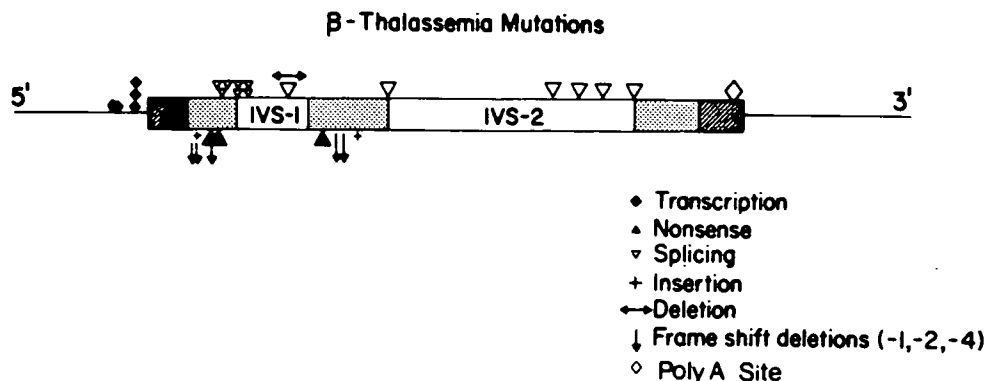 β-Thalassemia Mutations
5' 3'
IVS-1 IVS-2
Transcription
Nonsense
Splicing
Insertion
Deletion
Frame shift deletions (-1,-2,-4)
Poly A Site